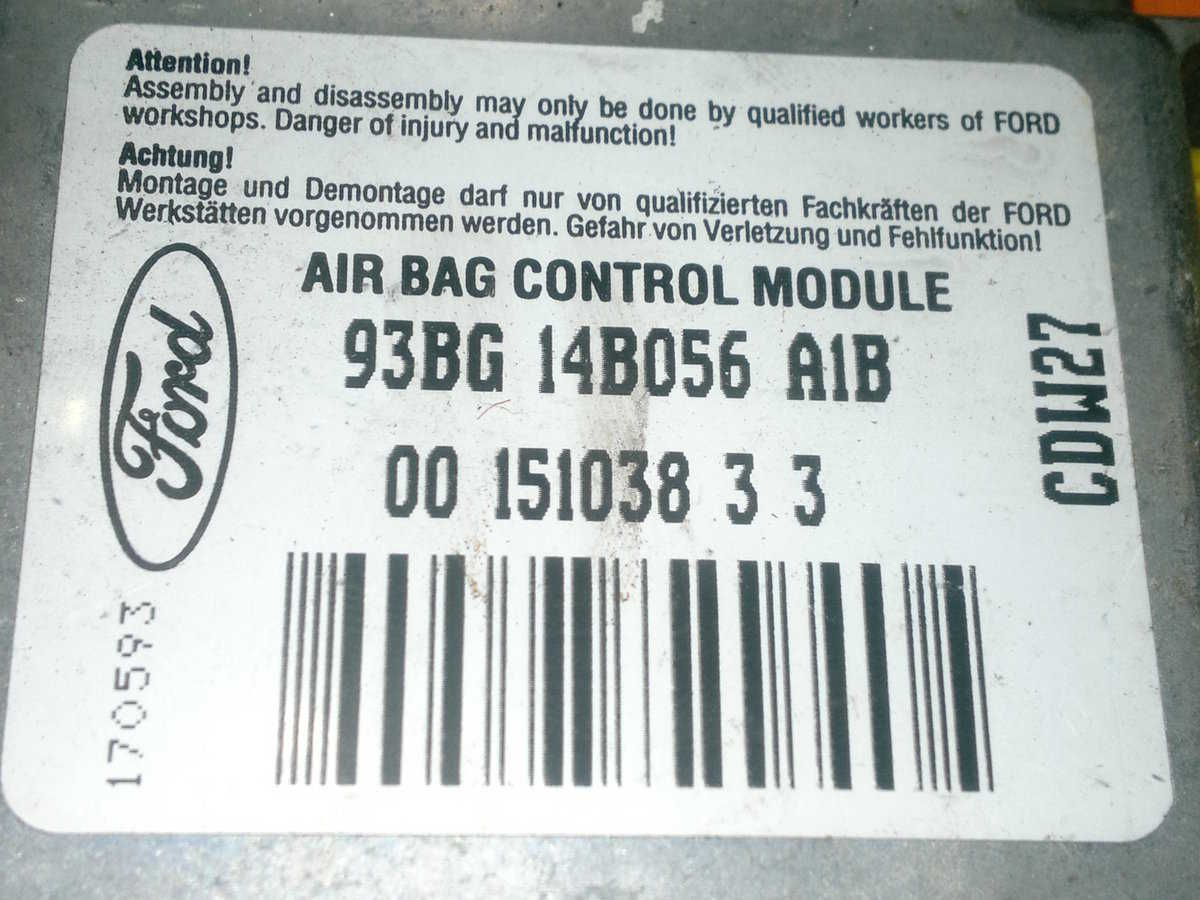 Attention!
Assembly and disassembly may only be done by qualified workers of FORD
workshops. Danger of injury and malfunction!
Achtung!
Montage und Demontage darf nur von qualifizierten Fachkräften der FORD
Werkstätten vorgenommen werden. Gefahr von Verletzung und Fehlfunktion!
AIR BAG CONTROL MODULE
93BG 14B056 A1B
00 151038 3 3
Ford
170593
CDW27